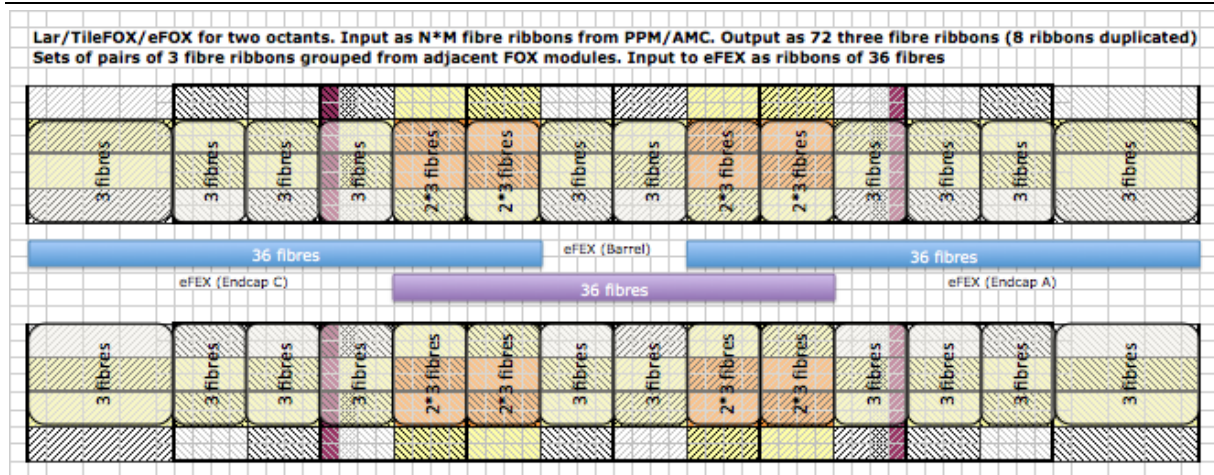 Lar/TileFOX/eFOX for two octants. Input as N*M fibre ribbons from PPM/AMC. Output as 72 three fibre ribbons (8 ribbons duplicated)
Sets of pairs of 3 fibre ribbons grouped from adjacent FOX modules. Input to eFEX as ribbons of 36 fibres
3 fibres
3 fibres
3 fibres
3 fibres
2*3 fibres
2*3 fibres
3 fibres
3 fibres
2*3 fibres
2*3 fibres
3 fibres
3 fibres
3 fibres
3 fibres
36 fibres
eFEX (Barrel)
36 fibres
eFEX (Endcap C)
36 fibres
eFEX (Endcap A)
3 fibres
3 fibres
3 fibres
3 fibres
2*3 fibres
2*3 fibres
3 fibres
3 fibres
2*3 fibres
2*3 fibres
3 fibres
3 fibres
3 fibres
3 fibres